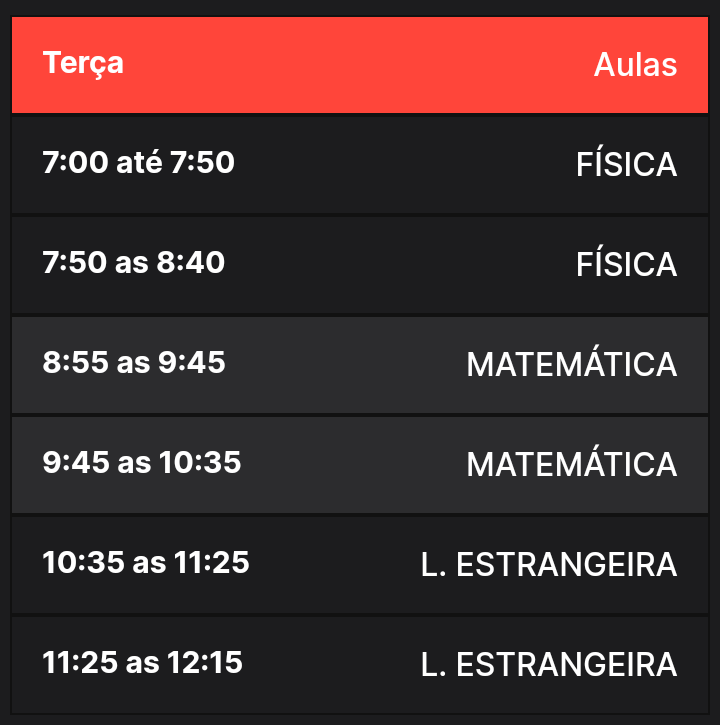 Terça Aulas
7:00 até 7:50 FÍSICA
7:50 as 8:40 FÍSICA
8:55 as 9:45 MATEMÁTICA
9:45 as 10:35 MATEMÁTICA
10:35 as 11:25 L. ESTRANGEIRA
11:25 as 12:15 L. ESTRANGEIRA